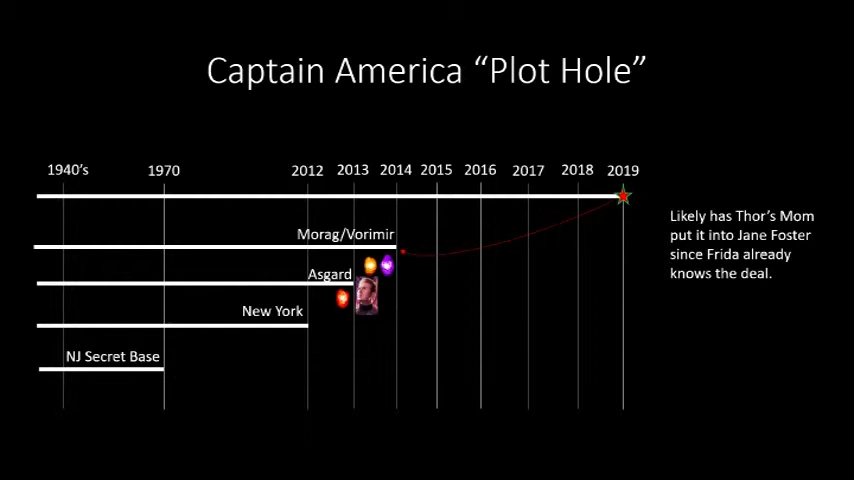 Captain America “Plot Hole”
1940’s 1970 2012 2013 2014 2015 2016 2017 2018 2019
Morag/Vorimir
Asgard
New York
NJ Secret Base
Likely has Thor’s Mom
put it into Jane Foster
since Frida already
knows the deal.